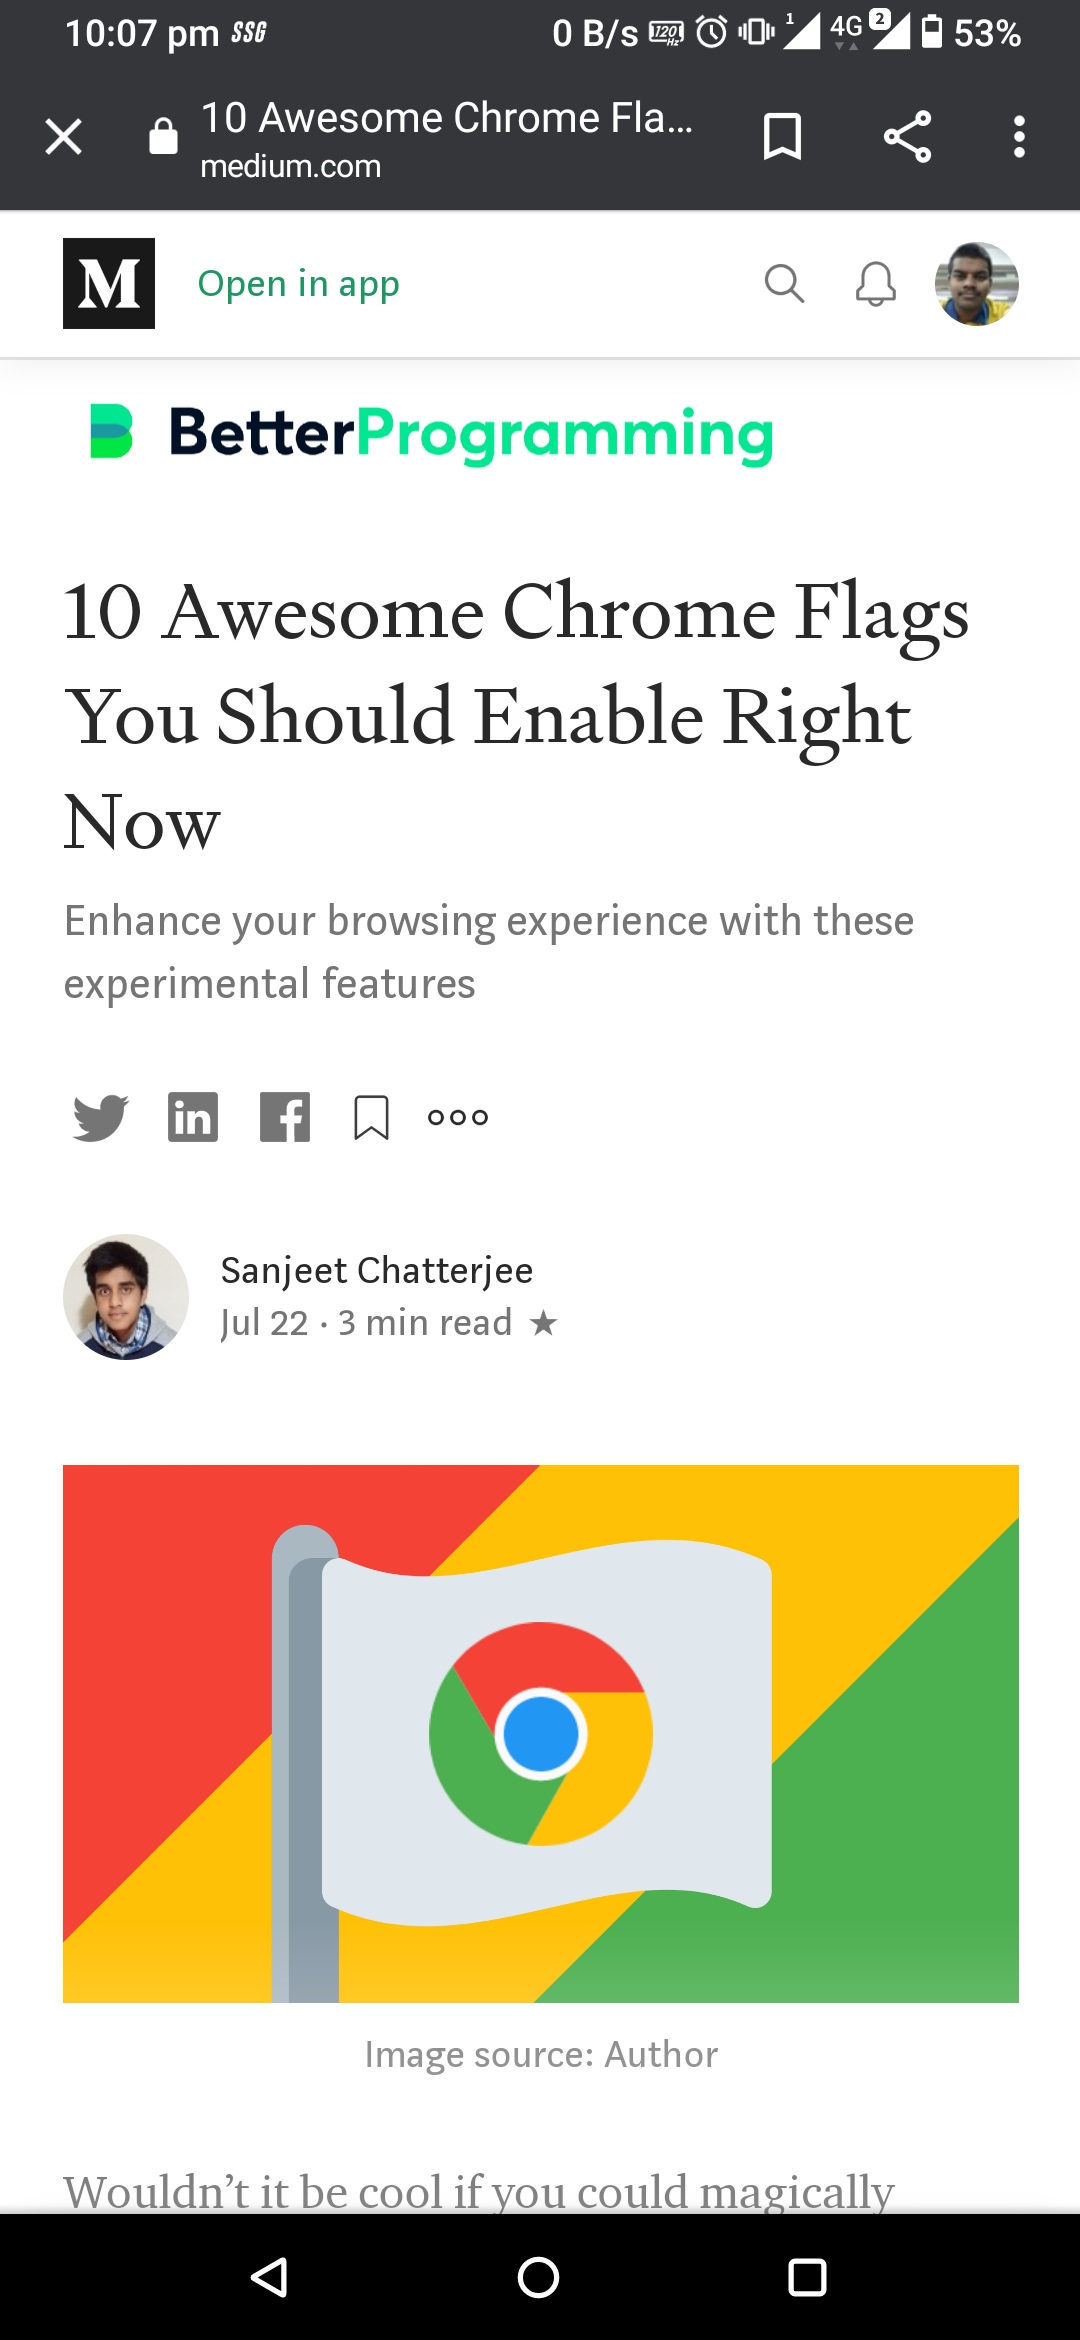 10:07 pm SSG 0 B/s 120 Hz 1 4G 2 53%
10 Awesome Chrome Fla...
medium.com
M Open in app
BetterProgramming
10 Awesome Chrome Flags
You Should Enable Right
Now
Enhance your browsing experience with these
experimental features
in f
Sanjeet Chatterjee
Jul 22 · 3 min read ★
Image source: Author
Wouldn’t it be cool if you could magically